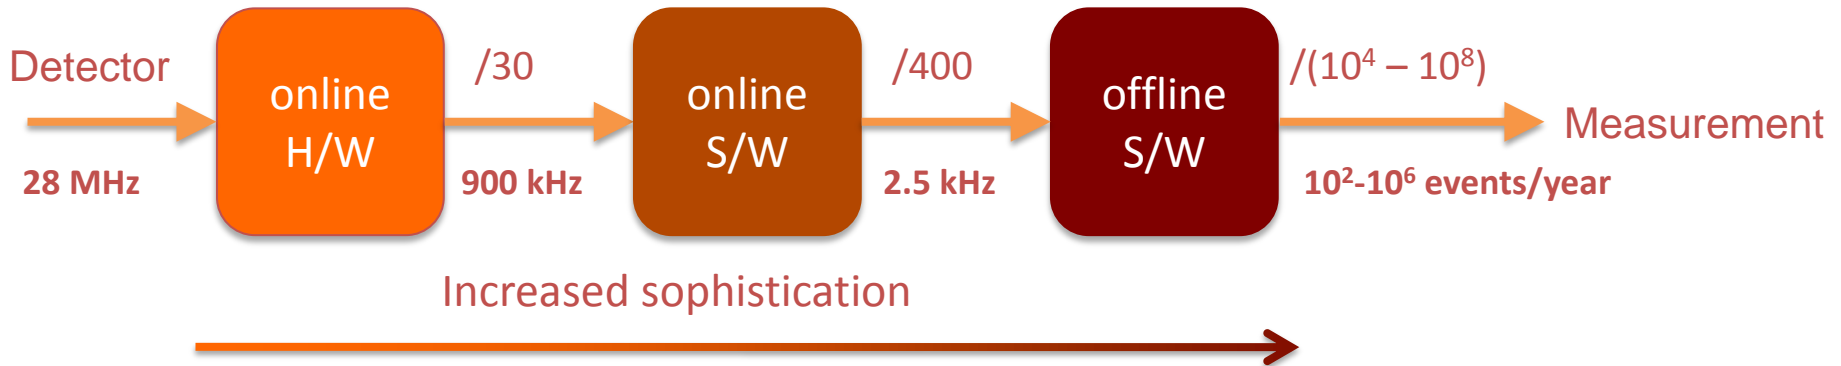 Detector
28 MHz
online
H/W
/30
900 kHz
online
S/W
/400
2.5 kHz
offline
S/W
/(10⁴ – 10⁸)
10²-10⁶ events/year
Measurement
Increased sophistication